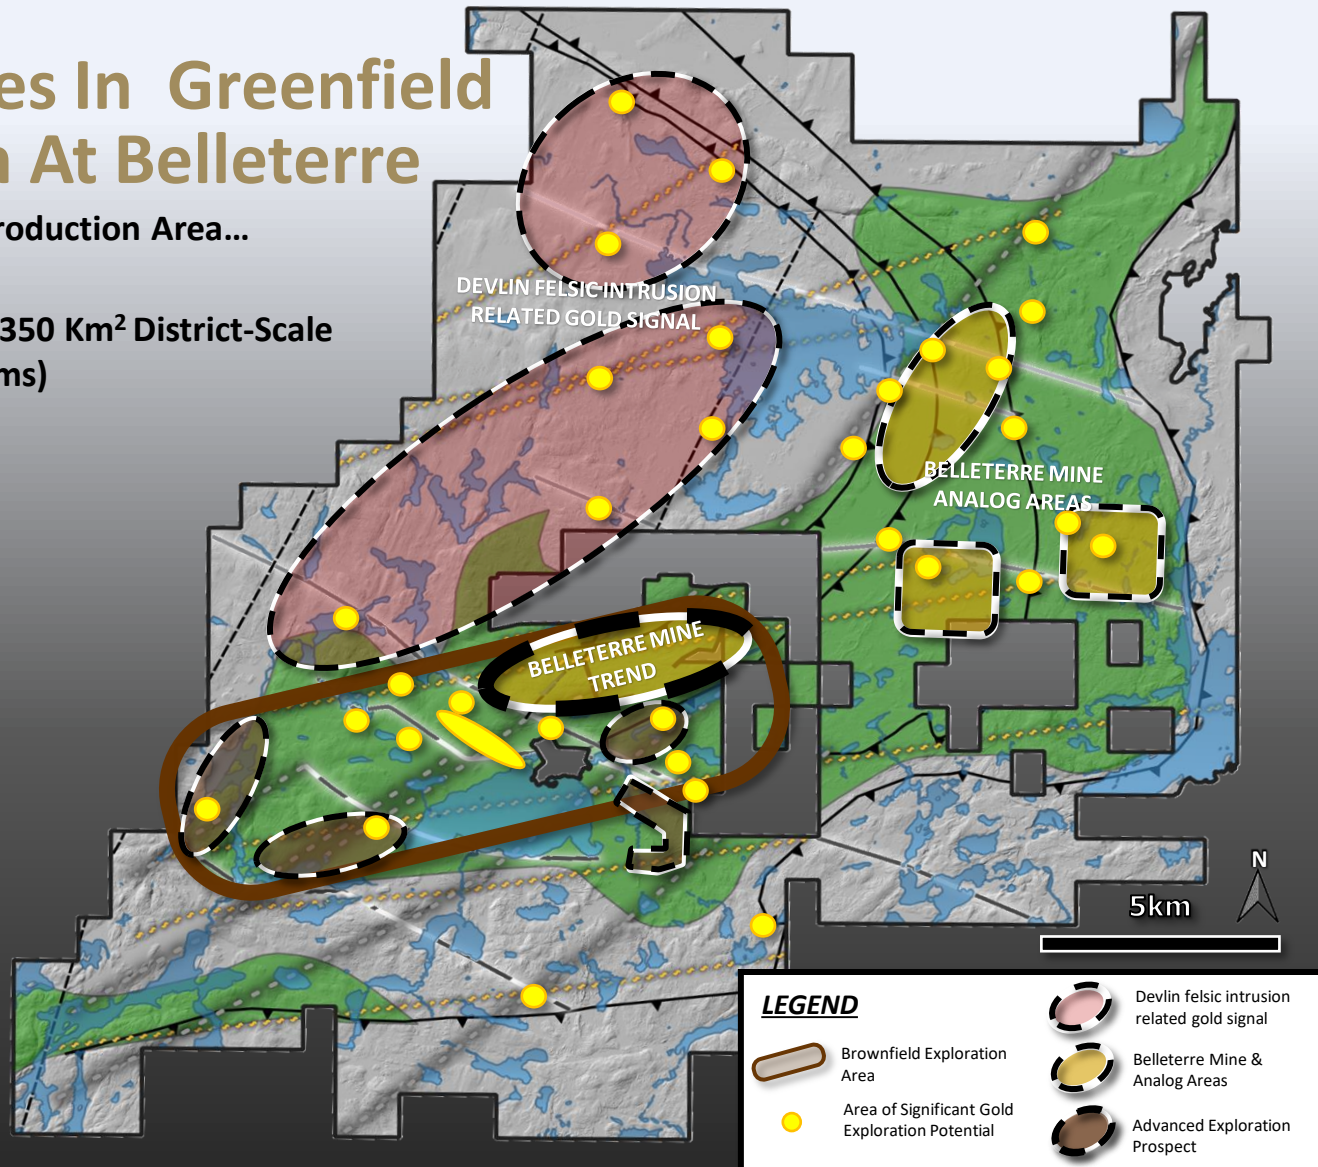 es In Greenfield
n At Belleterre
roduction Area…
350 Km² District-Scale
ms)
DEVLIN FELSIC INTRUSION
RELATED GOLD SIGNAL
BELLETERRE MINE
ANALOG AREAS
BELLETERRE MINE
TREND
N
5km
LEGEND
Brownfield Exploration
Area
Area of Significant Gold
Exploration Potential
Devlin felsic intrusion
related gold signal
Belleterre Mine &
Analog Areas
Advanced Exploration
Prospect